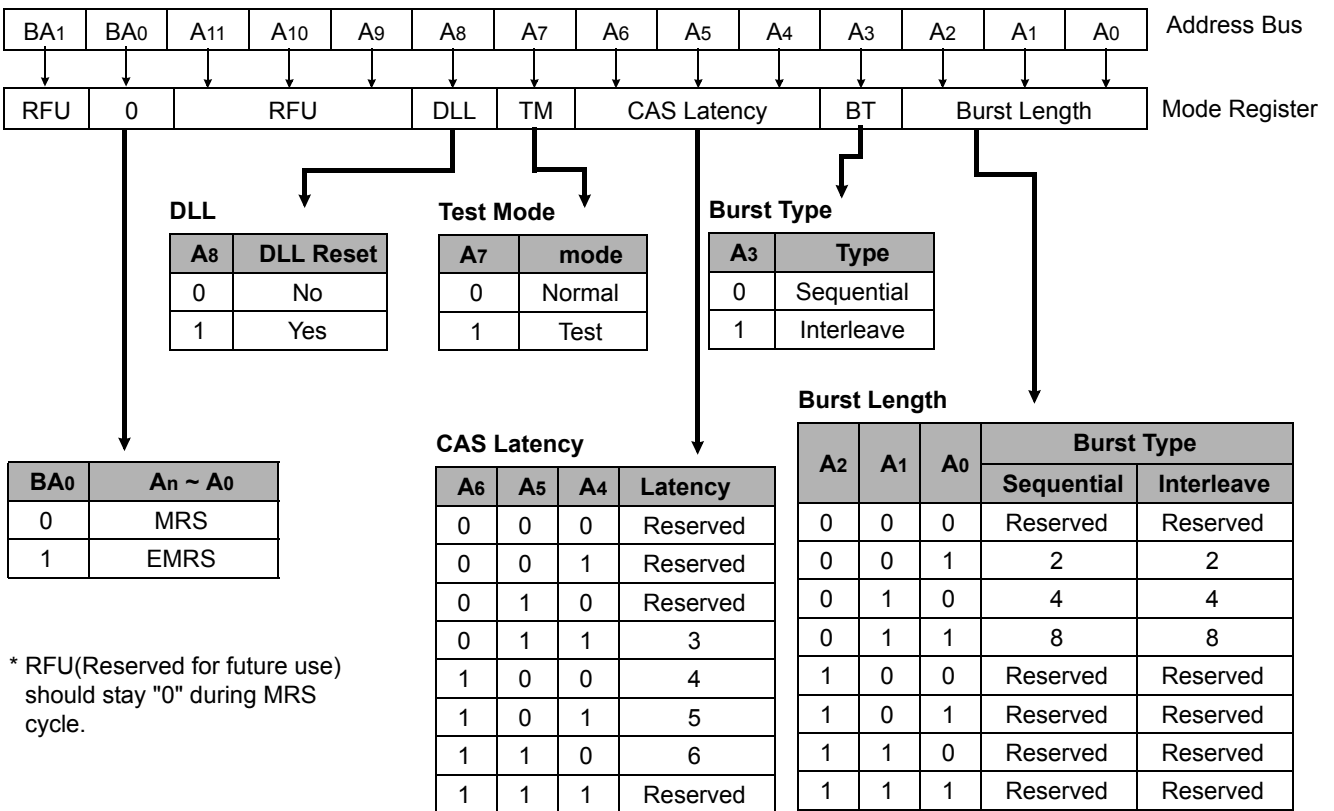 BA1 BA0 A11 A10 A9 A8 A7 A6 A5 A4 A3 A2 A1 A0 Address Bus
RFU 0 RFU DLL TM CAS Latency BT Burst Length Mode Register
DLL
A8 DLL Reset
0 No
1 Yes
Test Mode
A7 mode
0 Normal
1 Test
Burst Type
A3 Type
0 Sequential
1 Interleave
BA0 An ~ A0
0 MRS
1 EMRS
* RFU(Reserved for future use)
should stay "0" during MRS
cycle.
CAS Latency
A6 A5 A4 Latency
0 0 0 Reserved
0 0 1 Reserved
0 1 0 Reserved
0 1 1 3
1 0 0 4
1 0 1 5
1 1 0 6
1 1 1 Reserved
Burst Length
A2 A1 A0 Burst Type
Sequential Interleave
0 0 0 Reserved Reserved
0 0 1 2 2
0 1 0 4 4
0 1 1 8 8
1 0 0 Reserved Reserved
1 0 1 Reserved Reserved
1 1 0 Reserved Reserved
1 1 1 Reserved Reserved